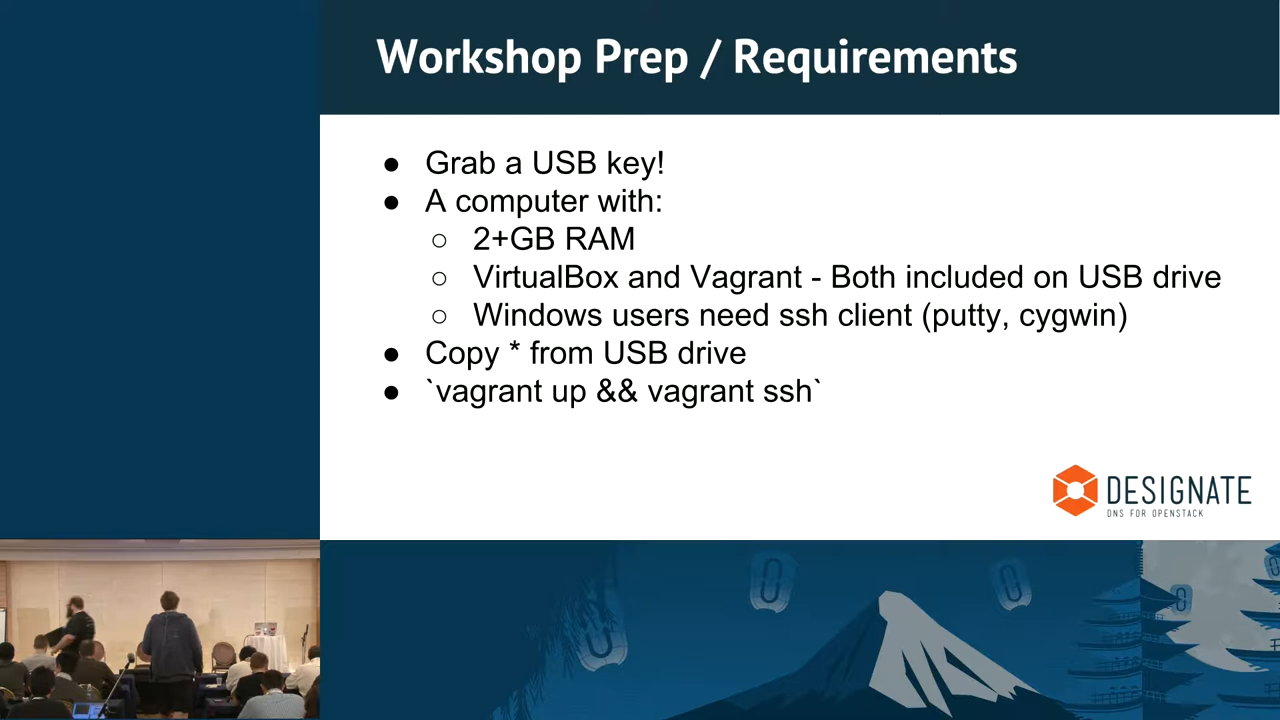 Workshop Prep / Requirements
● Grab a USB key!
● A computer with:
○ 2+GB RAM
○ VirtualBox and Vagrant - Both included on USB drive
○ Windows users need ssh client (putty, cygwin)
● Copy * from USB drive
● `vagrant up && vagrant ssh`
DESIGNATE
DNS FOR OPENSTACK